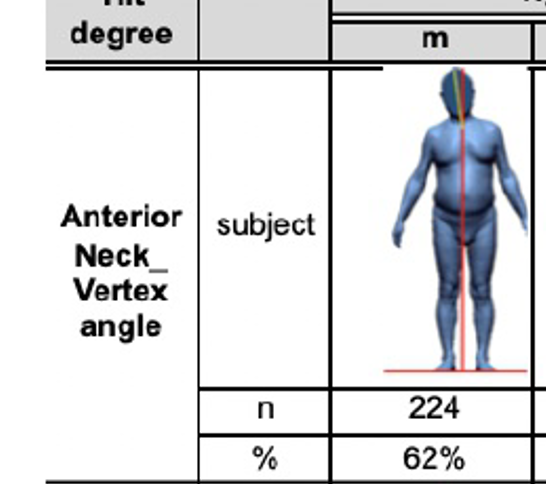 degree
m
Anterior
Neck_
Vertex
angle
subject
n
224
%
62%